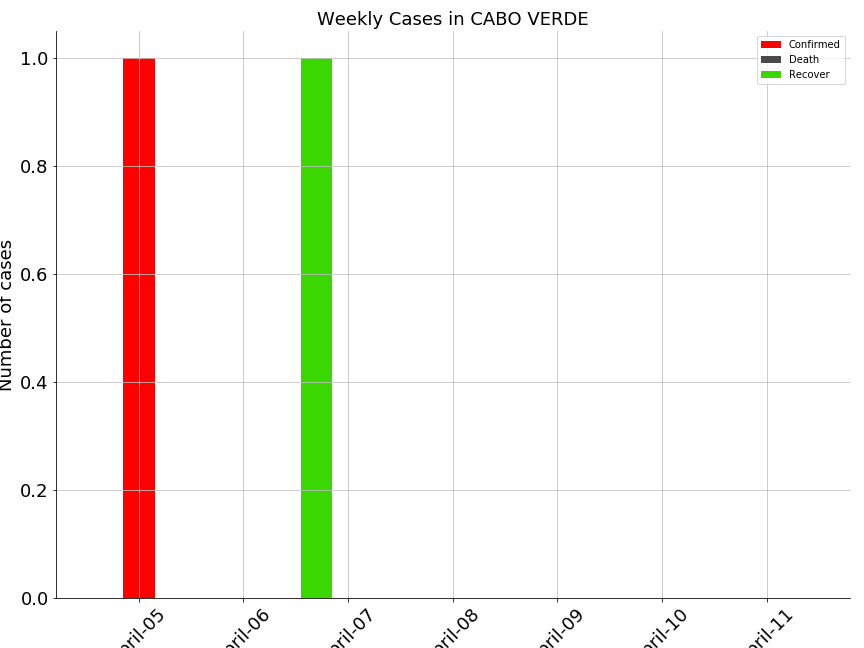 Weekly Cases in CABO VERDE
Confirmed
Death
Recover
Number of cases
1.0
0.8
0.6
0.4
0.2
0.0
pril-05
pril-06
pril-07
pril-08
pril-09
pril-10
pril-11